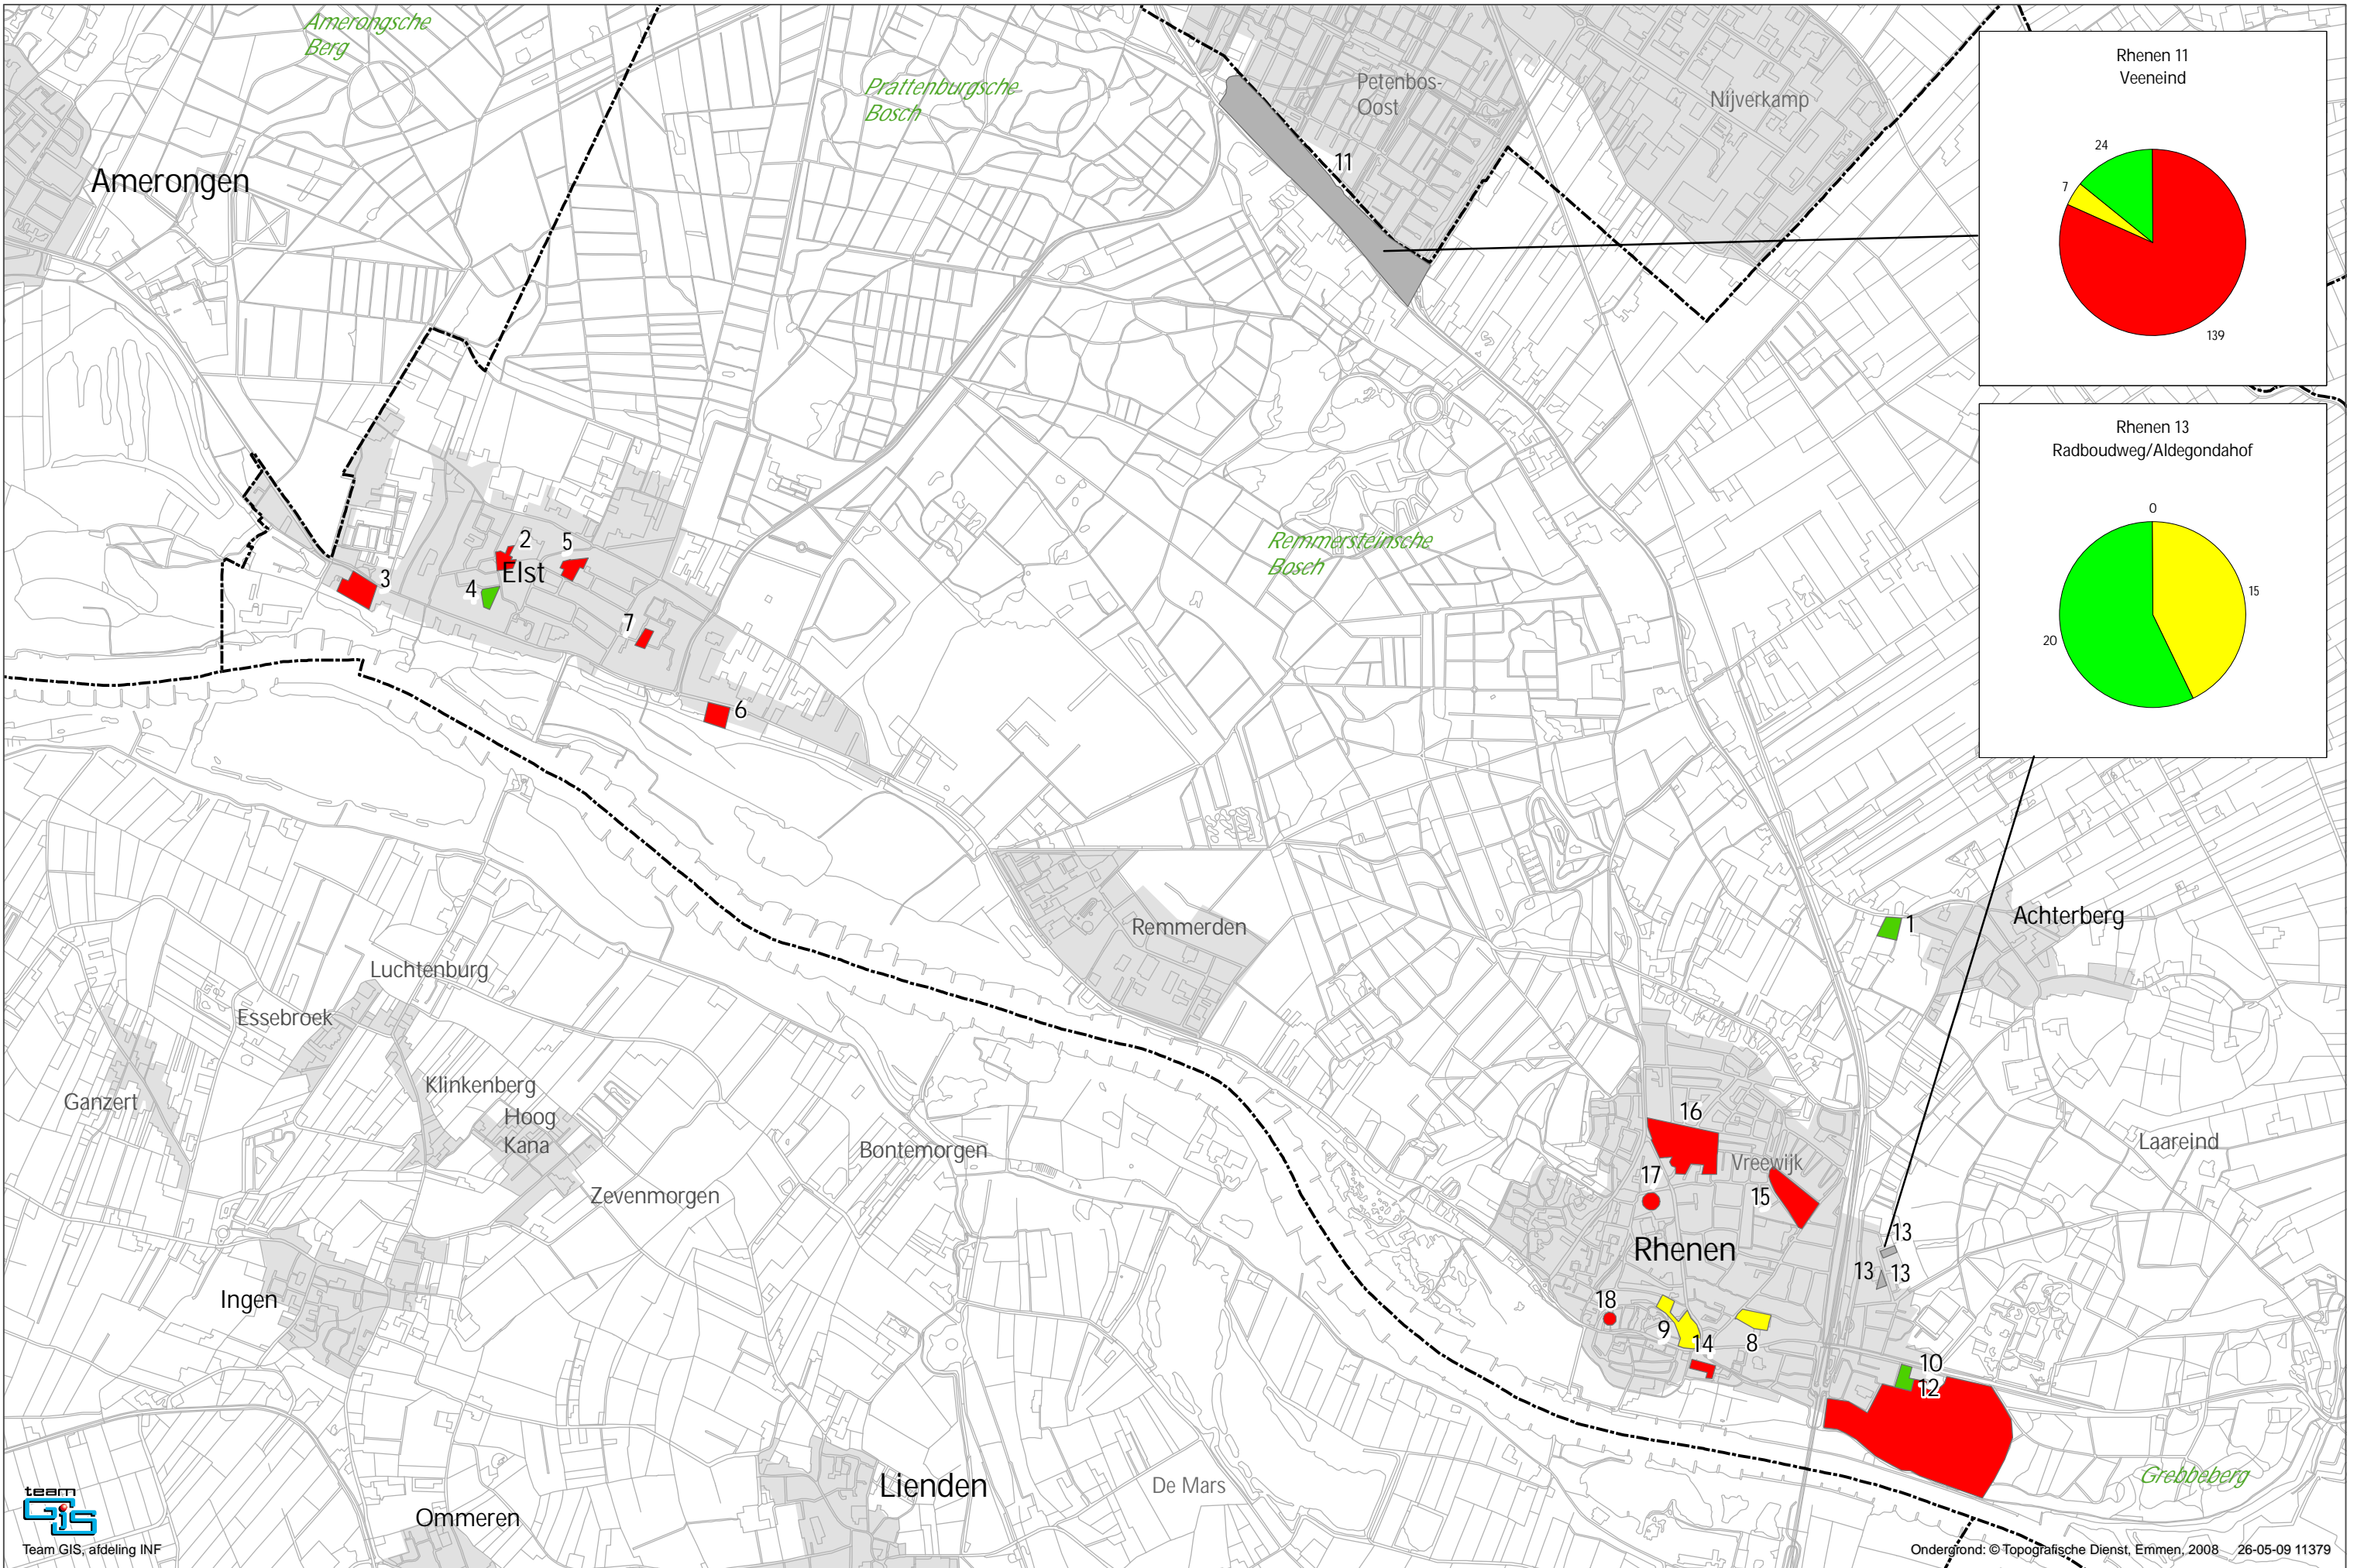 Amerongsche
Berg
Prattenburgsche
Bosch
Petenbos-
Oost
Nijverkamp
Amerongen
11
Rhenen 11
Veeneind
24
7
139
Rhenen 13
Radboudweg/Aldegondahof
0
15
20
2
5
Elst
3
4
7
6
Remmersteinsche
Bosch
Remmerden
1
Achterberg
Luchtenburg
Essebroek
Klinkenberg
Ganzert
Hoog
Kana
Bontemorgen
Zevenmorgen
Laareind
16
Vreewijk
17
15
Rhenen
13
13
13
Ingen
18
9
14
8
10
12
Lienden
De Mars
Grebbeberg
Ommeren
team
GIS
Team GIS, afdeling INF
Ondergrond: © Topografische Dienst, Emmen, 2008 26-05-09 11379